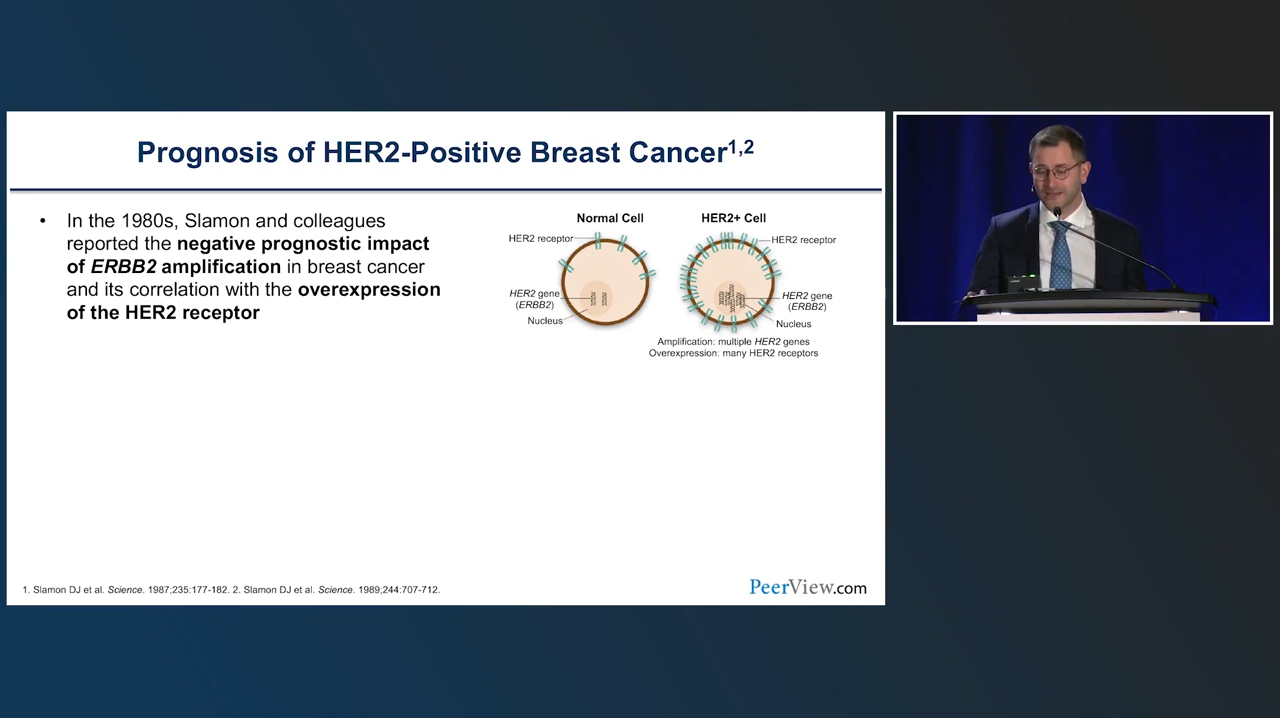 Prognosis of HER2-Positive Breast Cancer1,2
• In the 1980s, Slamon and colleagues
reported the negative prognostic impact
of ERBB2 amplification in breast cancer
and its correlation with the overexpression
of the HER2 receptor
Normal Cell
HER2 receptor
HER2 gene
(ERBB2)
Nucleus
HER2+ Cell
HER2 receptor
HER2 gene
(ERBB2)
Nucleus
Amplification: multiple HER2 genes
Overexpression: many HER2 receptors
1. Slamon DJ et al. Science. 1987;235:177-182. 2. Slamon DJ et al. Science. 1989;244:707-712.
PeerView.com